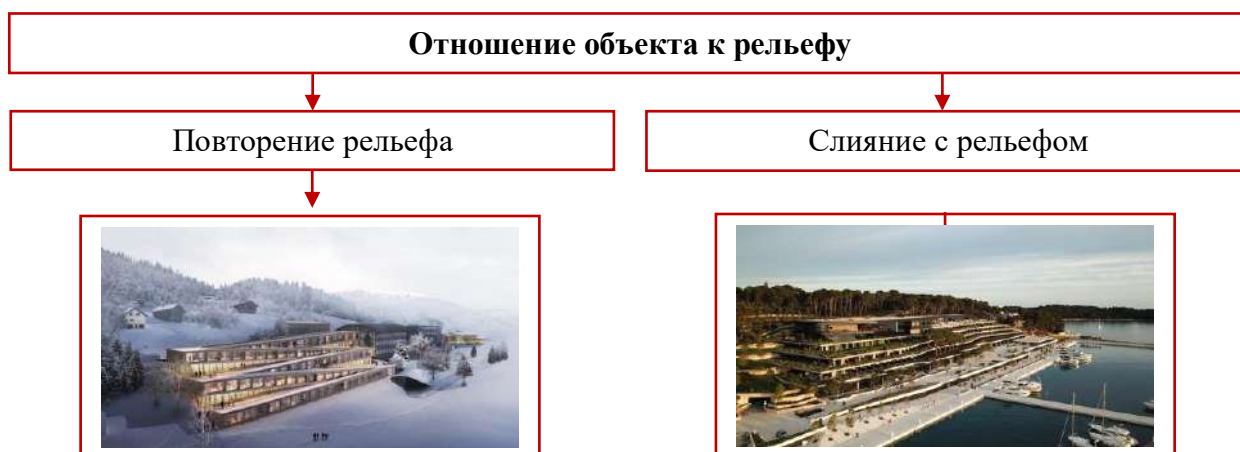 Отношение объекта к рельефу
Повторение рельефа
Слияние с рельефом